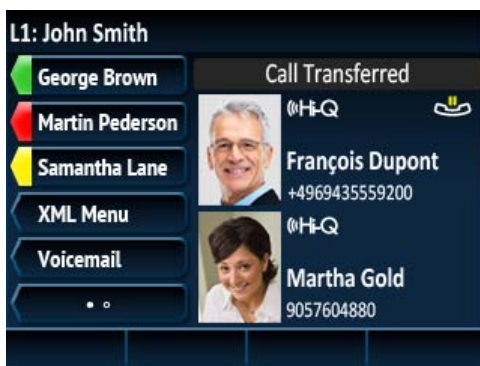 L1: John Smith
George Brown
Martin Pederson
Samantha Lane
XML Menu
Voicemail
Call Transferred
Hi-Q
François Dupont
+4969435559200
Hi-Q
Martha Gold
9057604880